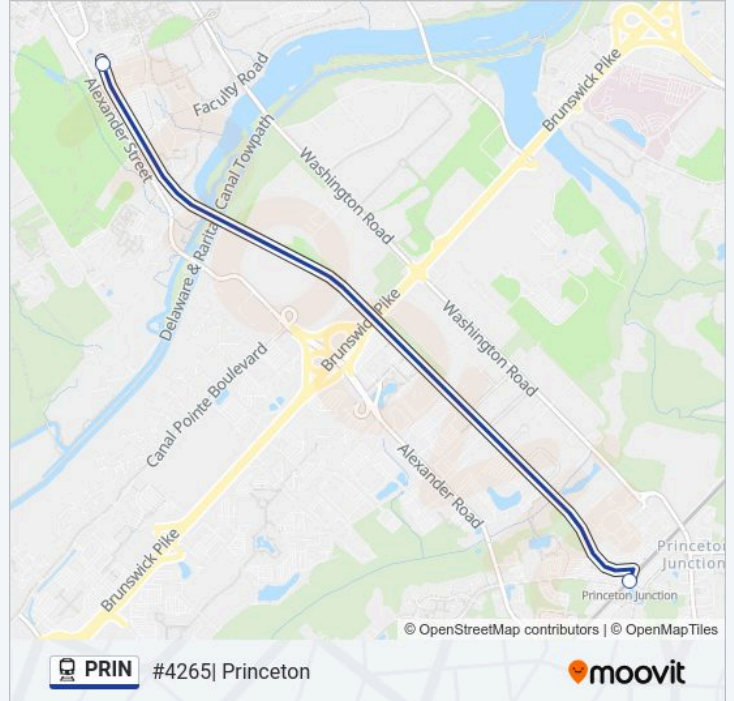 Faculty Road
Alexander Street
Brunswick Pike
Delaware & Raritan Canal Towpath
Washington Road
Brunswick Pike
Washington Road
Canal Pointe Boulevard
Alexander Road
Brunswick Pike
Princeton
Junction
Princeton Junction
© OpenStreetMap contributors | © OpenMapTiles
PRIN #4265| Princeton
moovit